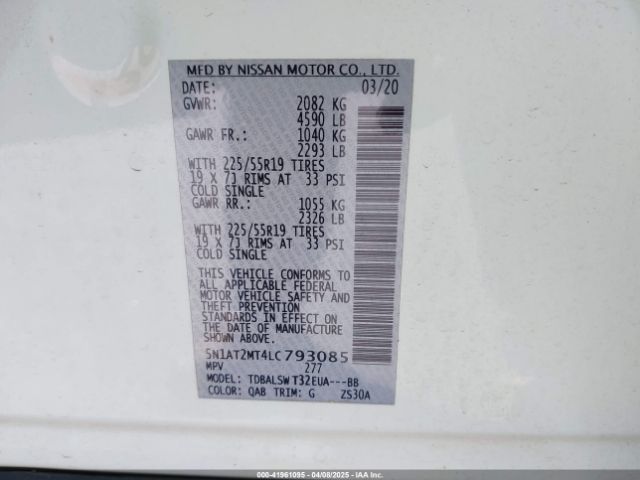 MFD BY NISSAN MOTOR CO., LTD.
DATE: 03/20
GVWR: 2082 KG
4590 LB
GAWR FR.: 1040 KG
2293 LB
WITH 225/55R19 TIRES
19 X 7J RIMS AT 33 PSI
COLD SINGLE
GAWR RR.: 1055 KG
2326 LB
WITH 225/55R19 TIRES
19 X 7J RIMS AT 33 PSI
COLD SINGLE
THIS VEHICLE CONFORMS TO
ALL APPLICABLE FEDERAL
MOTOR VEHICLE SAFETY AND
THEFT PREVENTION
STANDARDS IN EFFECT ON
THE DATE OF MANUFACTURE
SHOWN ABOVE.
5N1AT2MT4LC793085
MPV 277
MODEL: TDBALSW T32EUA---BB
COLOR: QAB TRIM: G ZS30A
000-41961095 - 04/08/2025 - IAA Inc.